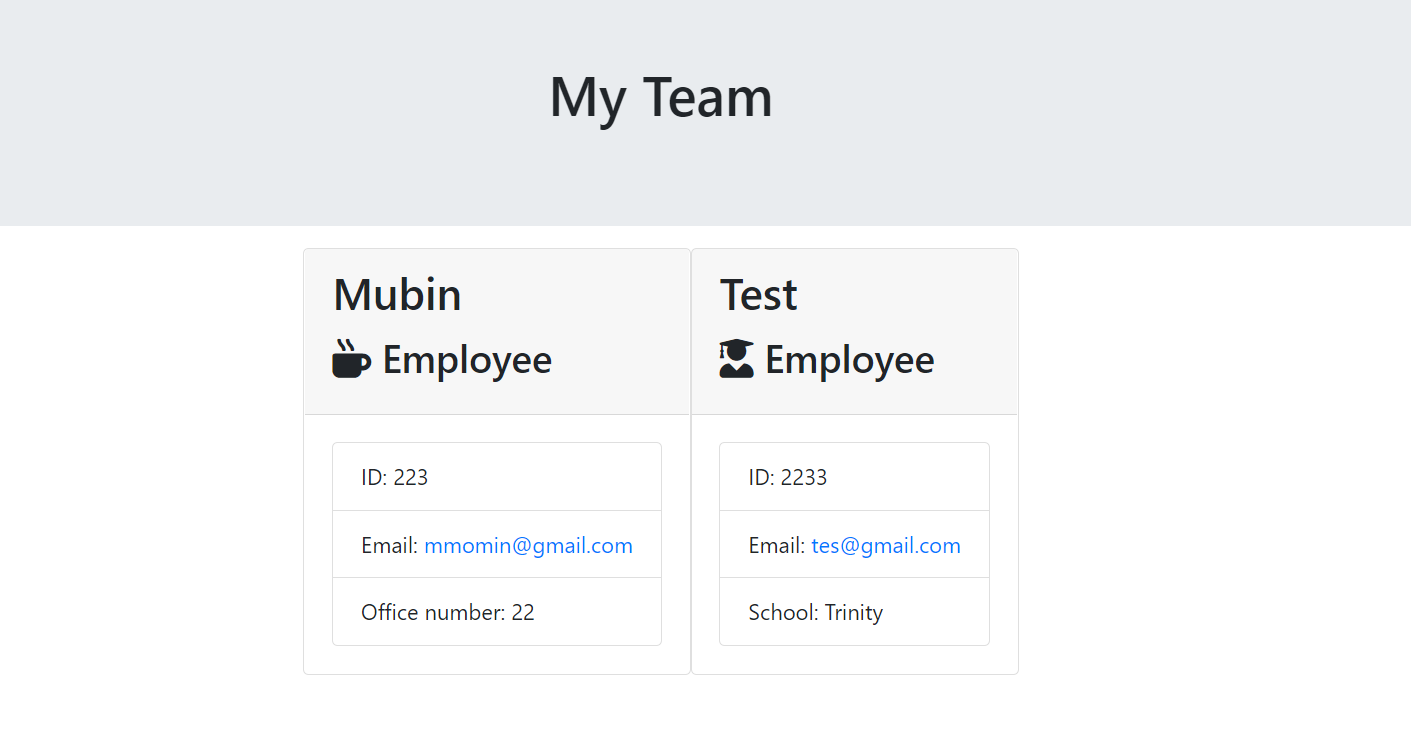 My Team
Mubin
Employee
ID: 223
Email: mmomin@gmail.com
Office number: 22
Test
Employee
ID: 2233
Email: tes@gmail.com
School: Trinity